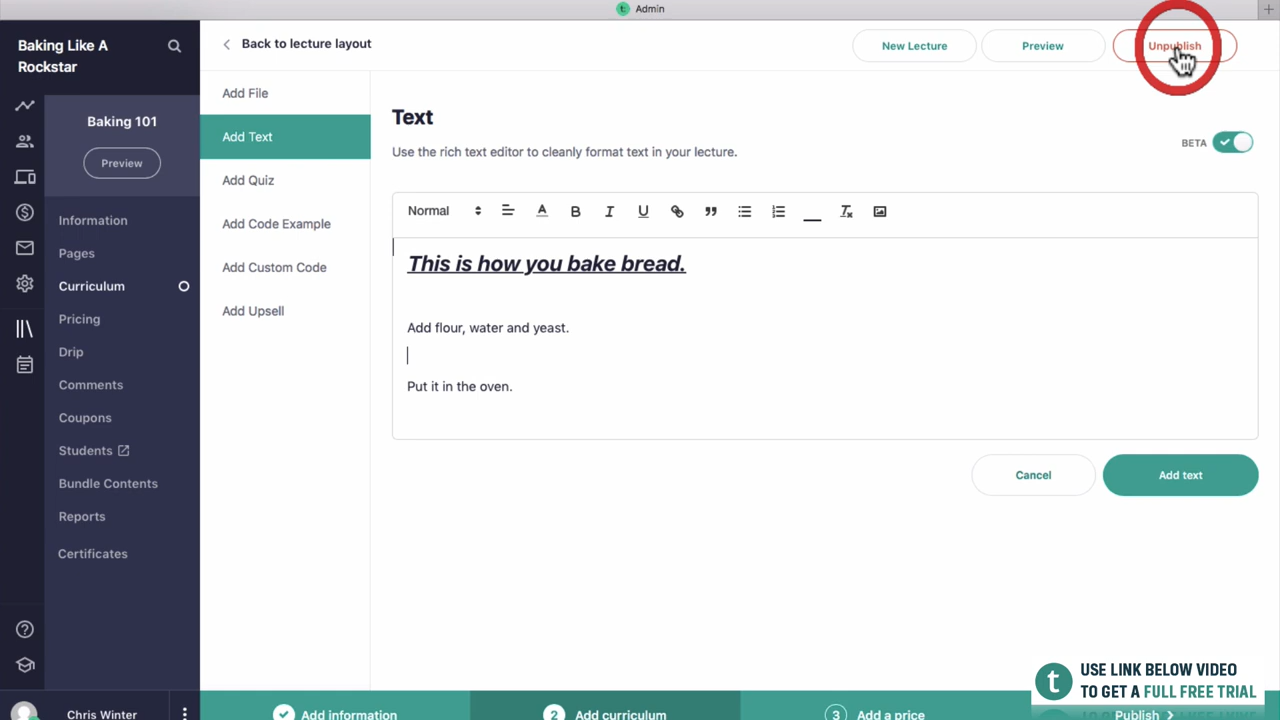 Admin
Baking Like A
Rockstar
Back to lecture layout
New Lecture
Preview
Unpublish
Baking 101
Preview
Information
Pages
Curriculum
Pricing
Drip
Comments
Coupons
Students
Bundle Contents
Reports
Certificates
Chris Winter
Add File
Add Text
Add Quiz
Add Code Example
Add Custom Code
Add Upsell
Text
Use the rich text editor to cleanly format text in your lecture.
BETA
Normal
This is how you bake bread.
Add flour, water and yeast.
Put it in the oven.
Cancel
Add text
t USE LINK BELOW VIDEO
TO GET A FULL FREE TRIAL
Add information
2 Add curriculum
3 Add a price
Publish